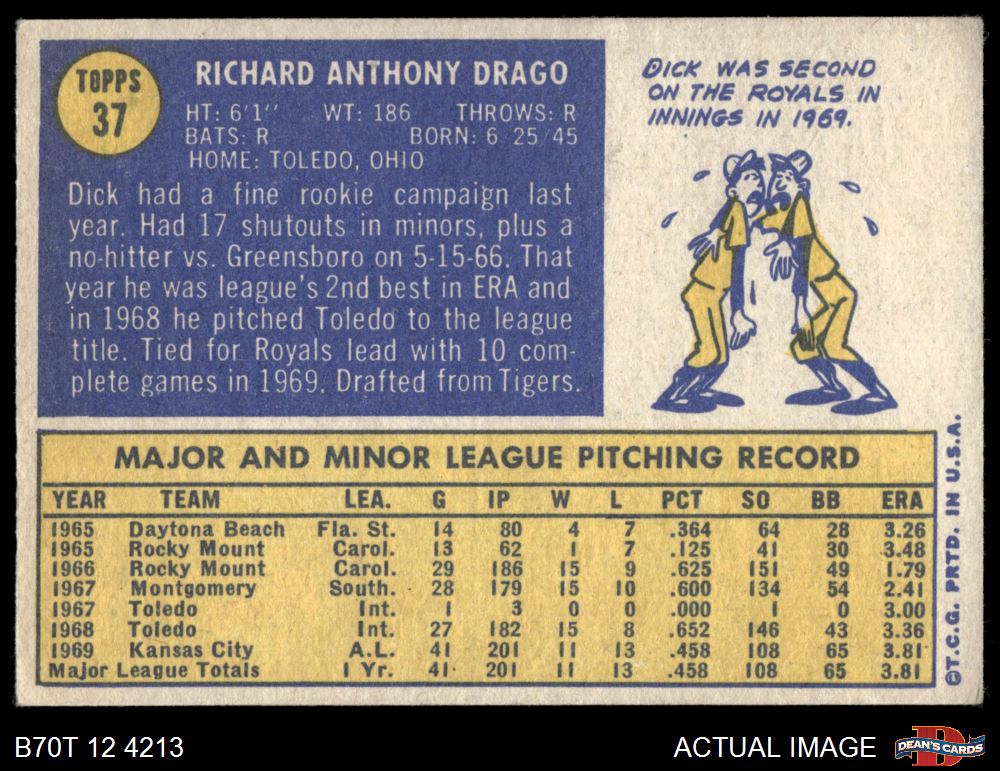 TOPPS
37
RICHARD ANTHONY DRAGO
HT: 6'1'' WT: 186 THROWS: R
BATS: R BORN: 6 25 45
HOME: TOLEDO, OHIO
Dick had a fine rookie campaign last
year. Had 17 shutouts in minors, plus a
no-hitter vs. Greensboro on 5-15-66. That
year he was league's 2nd best in ERA and
in 1968 he pitched Toledo to the league
title. Tied for Royals lead with 10 com-
plete games in 1969. Drafted from Tigers.
DICK WAS SECOND
ON THE ROYALS IN
INNINGS IN 1969.
MAJOR AND MINOR LEAGUE PITCHING RECORD
YEAR TEAM LEA. G IP W L PCT SO BB ERA
1965 Daytona Beach Fla. St. 14 80 4 7 .364 64 28 3.26
1965 Rocky Mount Carol. 13 62 1 7 .125 41 30 3.48
1966 Rocky Mount Carol. 29 186 15 9 .625 151 49 1.79
1967 Montgomery South. 28 179 15 10 .600 134 54 2.41
1967 Toledo Int. 1 3 0 0 .000 1 0 3.00
1968 Toledo Int. 27 182 15 8 .652 146 43 3.36
1969 Kansas City A.L. 41 201 11 13 .458 108 65 3.81
Major League Totals 1 Yr. 41 201 11 13 .458 108 65 3.81
©T.C.G. PRTD. IN U.S.A.
B70T 12 4213
ACTUAL IMAGE
DEAN'S CARDS